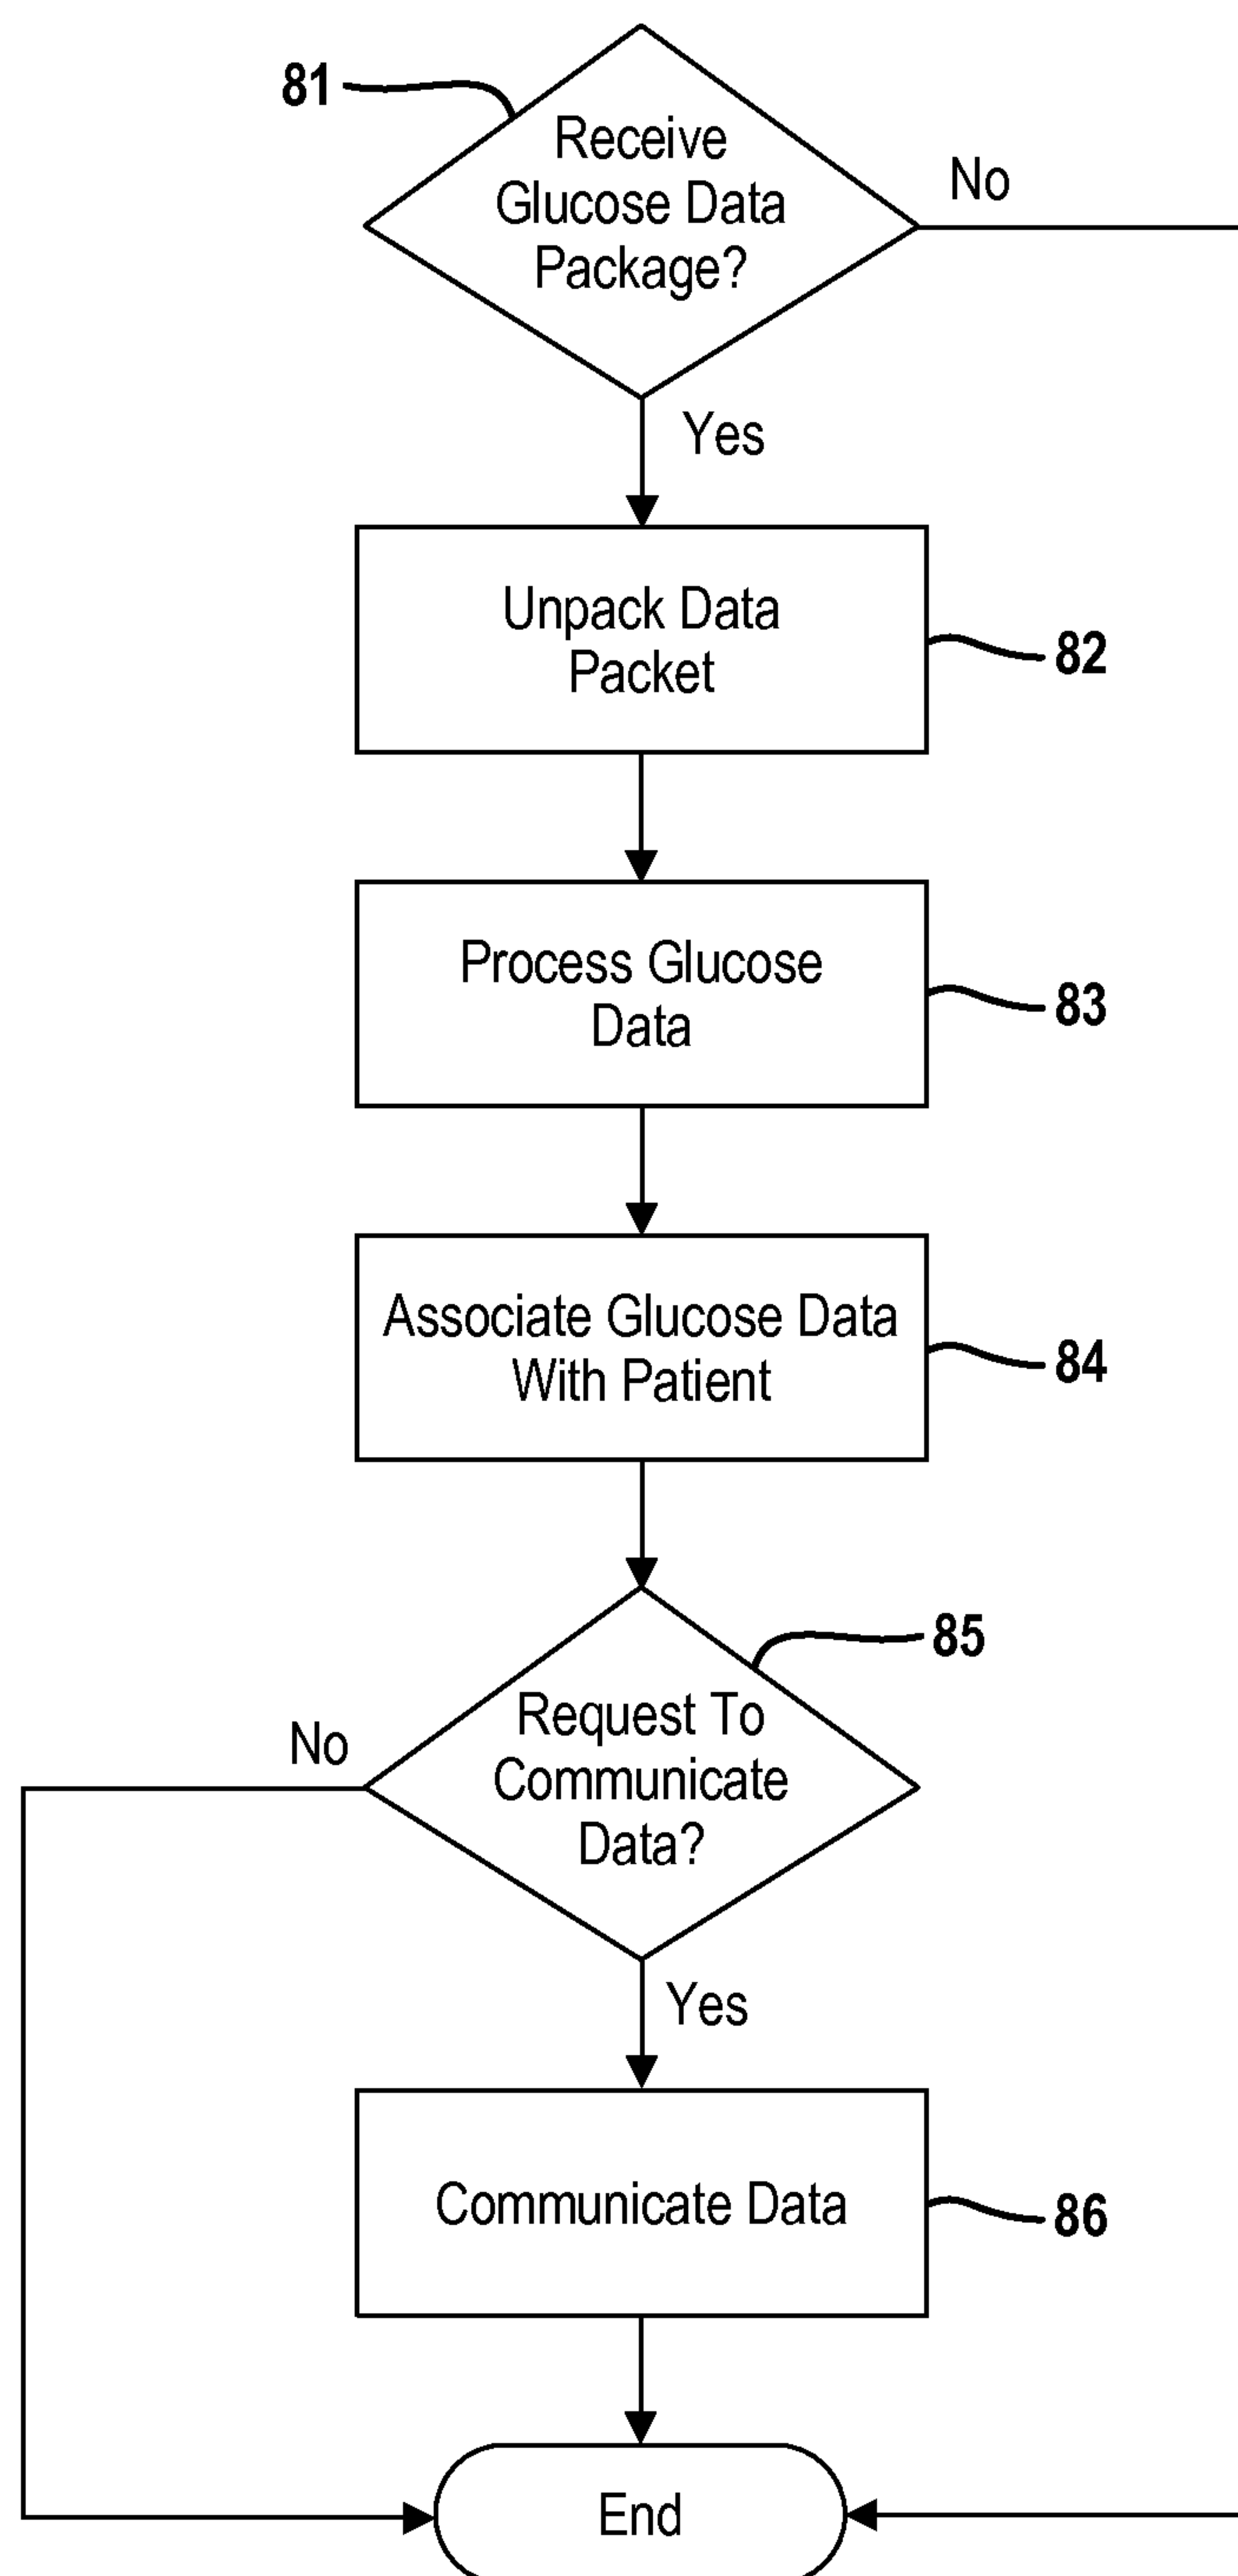 81
Receive
Glucose Data
Package?
No
Yes
Unpack Data
Packet
82
Process Glucose
Data
83
Associate Glucose Data
With Patient
84
85
Request To
Communicate
Data?
No
Yes
Communicate Data
86
End